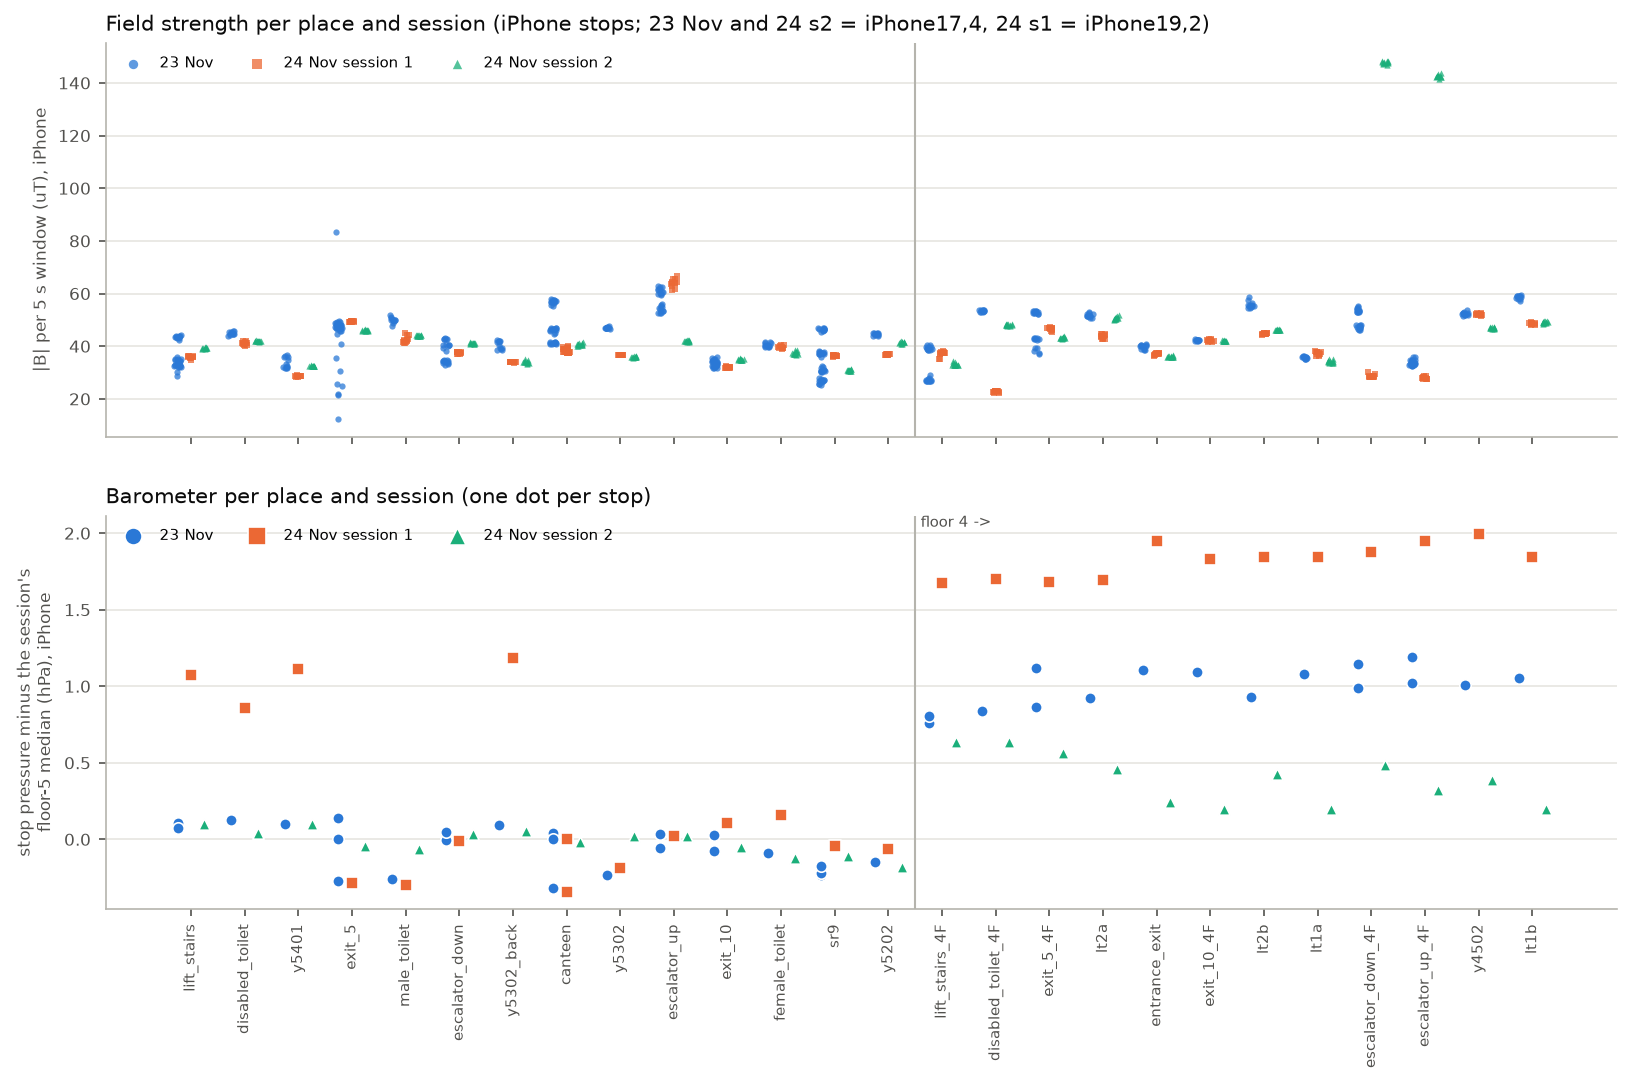 Field strength per place and session (iPhone stops; 23 Nov and 24 s2 = iPhone17,4, 24 s1 = iPhone19,2)
23 Nov
24 Nov session 1
24 Nov session 2
140
120
100
80
60
40
20
|B| per 5 s window (uT), iPhone
Barometer per place and session (one dot per stop)
23 Nov
24 Nov session 1
24 Nov session 2
floor 4 ->
2.0
1.5
1.0
0.5
0.0
stop pressure minus the session's
floor-5 median (hPa), iPhone
lift_stairs
disabled_toilet
y5401
exit_5
male_toilet
escalator_down
y5302_back
canteen
y5302
escalator_up
exit_10
female_toilet
sr9
y5202
lift_stairs_4F
disabled_toilet_4F
exit_5_4F
lt2a
entrance_exit
exit_10_4F
lt2b
lt1a
escalator_down_4F
escalator_up_4F
y4502
lt1b